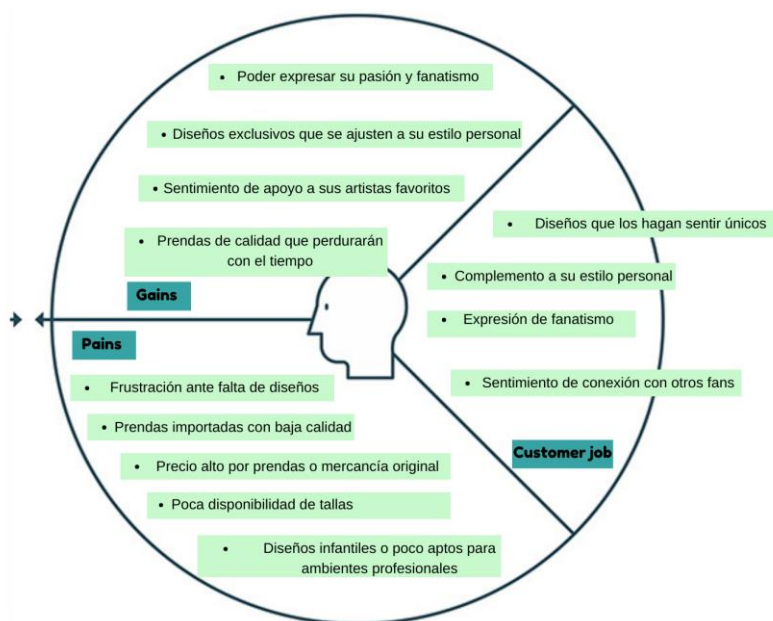 • Poder expresar su pasión y fanatismo
• Diseños exclusivos que se ajusten a su estilo personal
• Sentimiento de apoyo a sus artistas favoritos
• Prendas de calidad que perdurarán
con el tiempo
Gains
Pains
• Frustración ante falta de diseños
• Prendas importadas con baja calidad
• Precio alto por prendas o mercancía original
• Poca disponibilidad de tallas
• Diseños infantiles o poco aptos para
ambientes profesionales
• Diseños que los hagan sentir únicos
• Complemento a su estilo personal
• Expresión de fanatismo
• Sentimiento de conexión con otros fans
Customer job